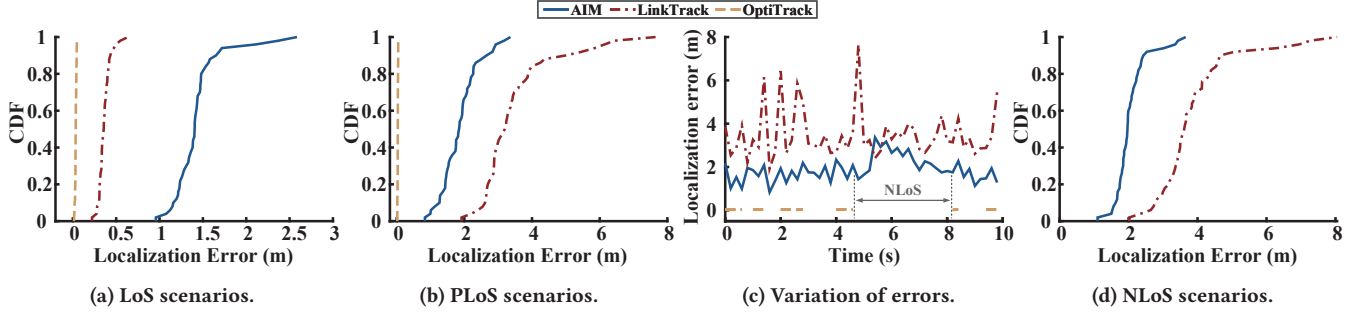 AIM LinkTrack OptiTrack
CDF
1
0.8
0.6
0.4
0.2
0
0 0.5 1 1.5 2 2.5 3
Localization Error (m)
(a) LoS scenarios.
CDF
1
0.8
0.6
0.4
0.2
0
0 2 4 6 8
Localization Error (m)
(b) PLoS scenarios.
Localization error (m)
8
6
4
2
0
NLoS
0 2 4 6 8 10
Time (s)
(c) Variation of errors.
CDF
1
0.8
0.6
0.4
0.2
0
0 2 4 6 8
Localization Error (m)
(d) NLoS scenarios.